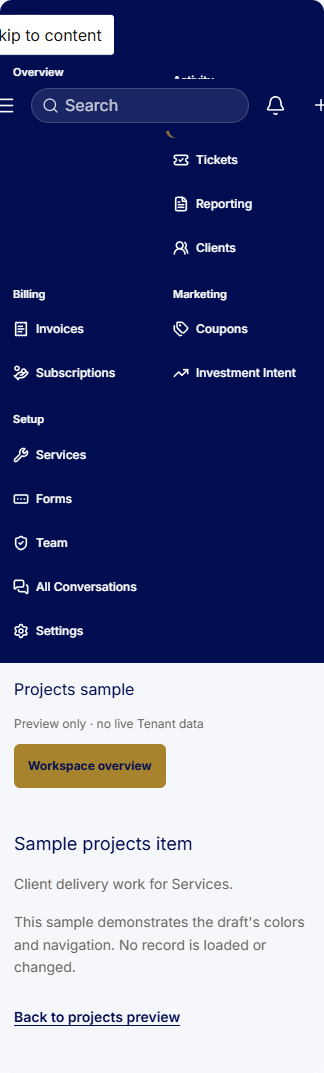 kip to content
Overview
Activity
Search
Tickets
Reporting
Clients
Billing
Marketing
Invoices
Coupons
Subscriptions
Investment Intent
Setup
Services
Forms
Team
All Conversations
Settings
Projects sample
Preview only · no live Tenant data
Workspace overview
Sample projects item
Client delivery work for Services.
This sample demonstrates the draft's colors
and navigation. No record is loaded or
changed.
Back to projects preview